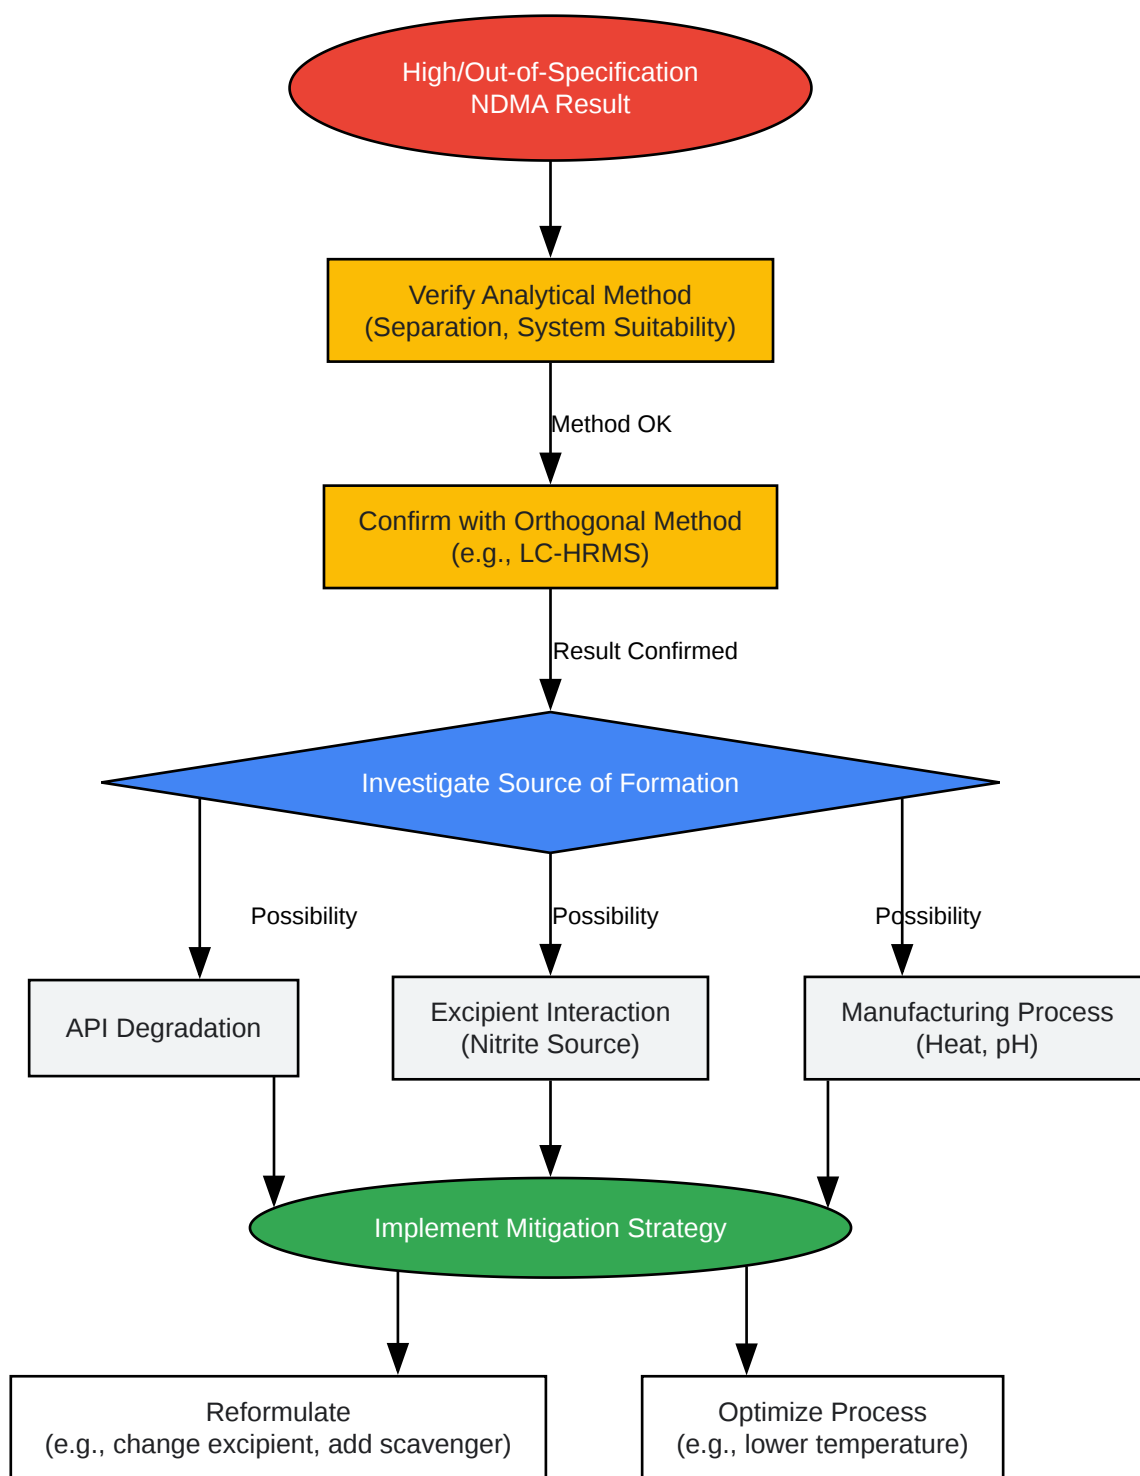 High/Out-of-Specification
NDMA Result
Verify Analytical Method
(Separation, System Suitability)
Method OK
Confirm with Orthogonal Method
(e.g., LC-HRMS)
Result Confirmed
Investigate Source of Formation
Possibility
Possibility
Possibility
API Degradation
Excipient Interaction
(Nitrite Source)
Manufacturing Process
(Heat, pH)
Implement Mitigation Strategy
Reformulate
(e.g., change excipient, add scavenger)
Optimize Process
(e.g., lower temperature)